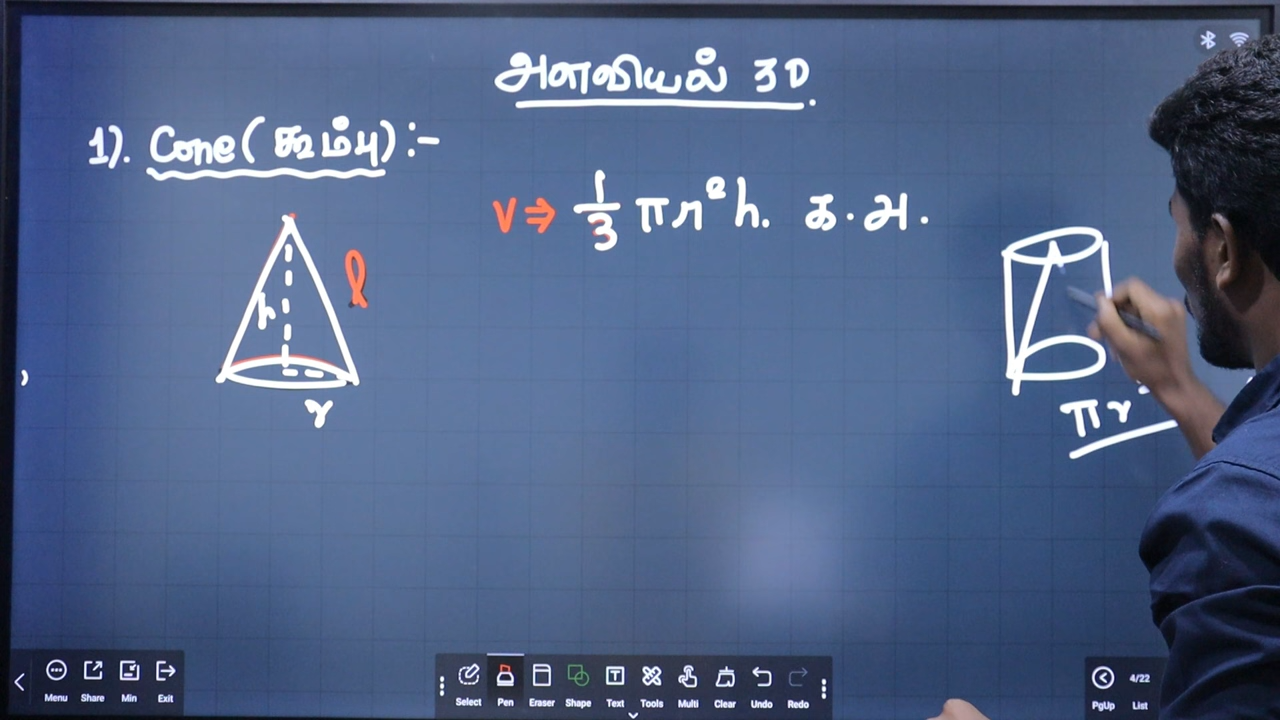 அளவியல் 3D.
1). Cone (கூம்பு) :-
V ⇒ 1/3 πr²h. க.அ.
h
l
r
πr
Menu Share Min Exit
Select Pen Eraser Shape Text Tools Multi Clear Undo Redo
PgUp 4/22 List